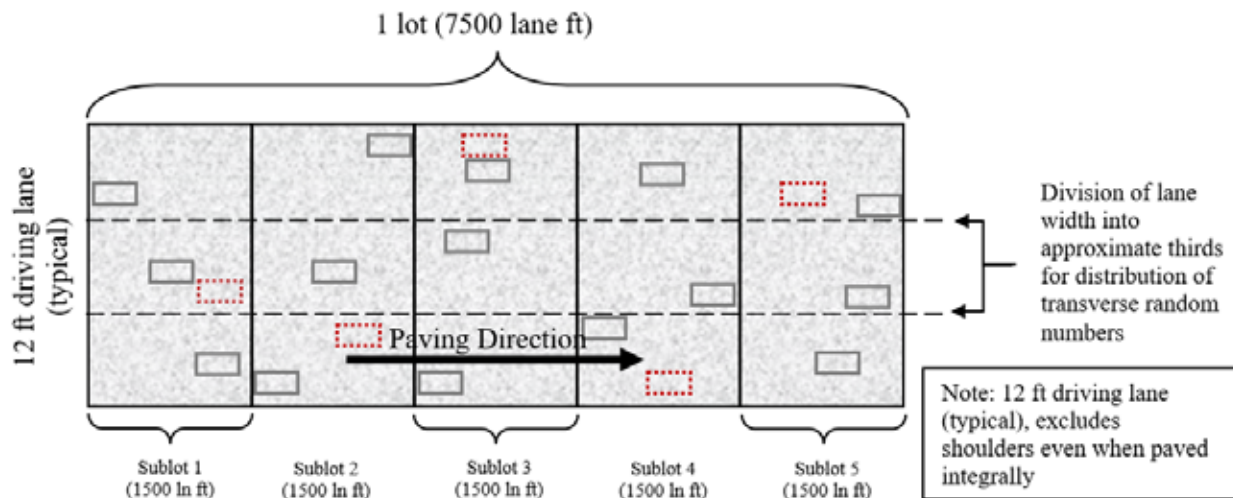 1 lot (7500 lane ft)
12 ft driving lane
(typical)
Paving Direction
Division of lane
width into
approximate thirds
for distribution of
transverse random
numbers
Note: 12 ft driving lane
(typical), excludes
shoulders even when paved
integrally
Sublot 1
(1500 ln ft)
Sublot 2
(1500 ln ft)
Sublot 3
(1500 ln ft)
Sublot 4
(1500 ln ft)
Sublot 5
(1500 ln ft)